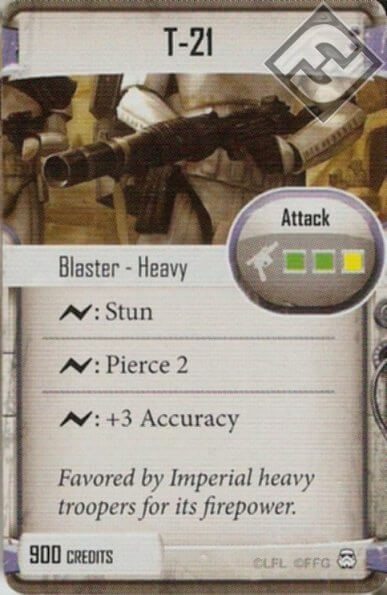 T-21
Attack
Blaster - Heavy
: Stun
: Pierce 2
: +3 Accuracy
Favored by Imperial heavy
troopers for its firepower.
900 CREDITS
©LFL ©FFG